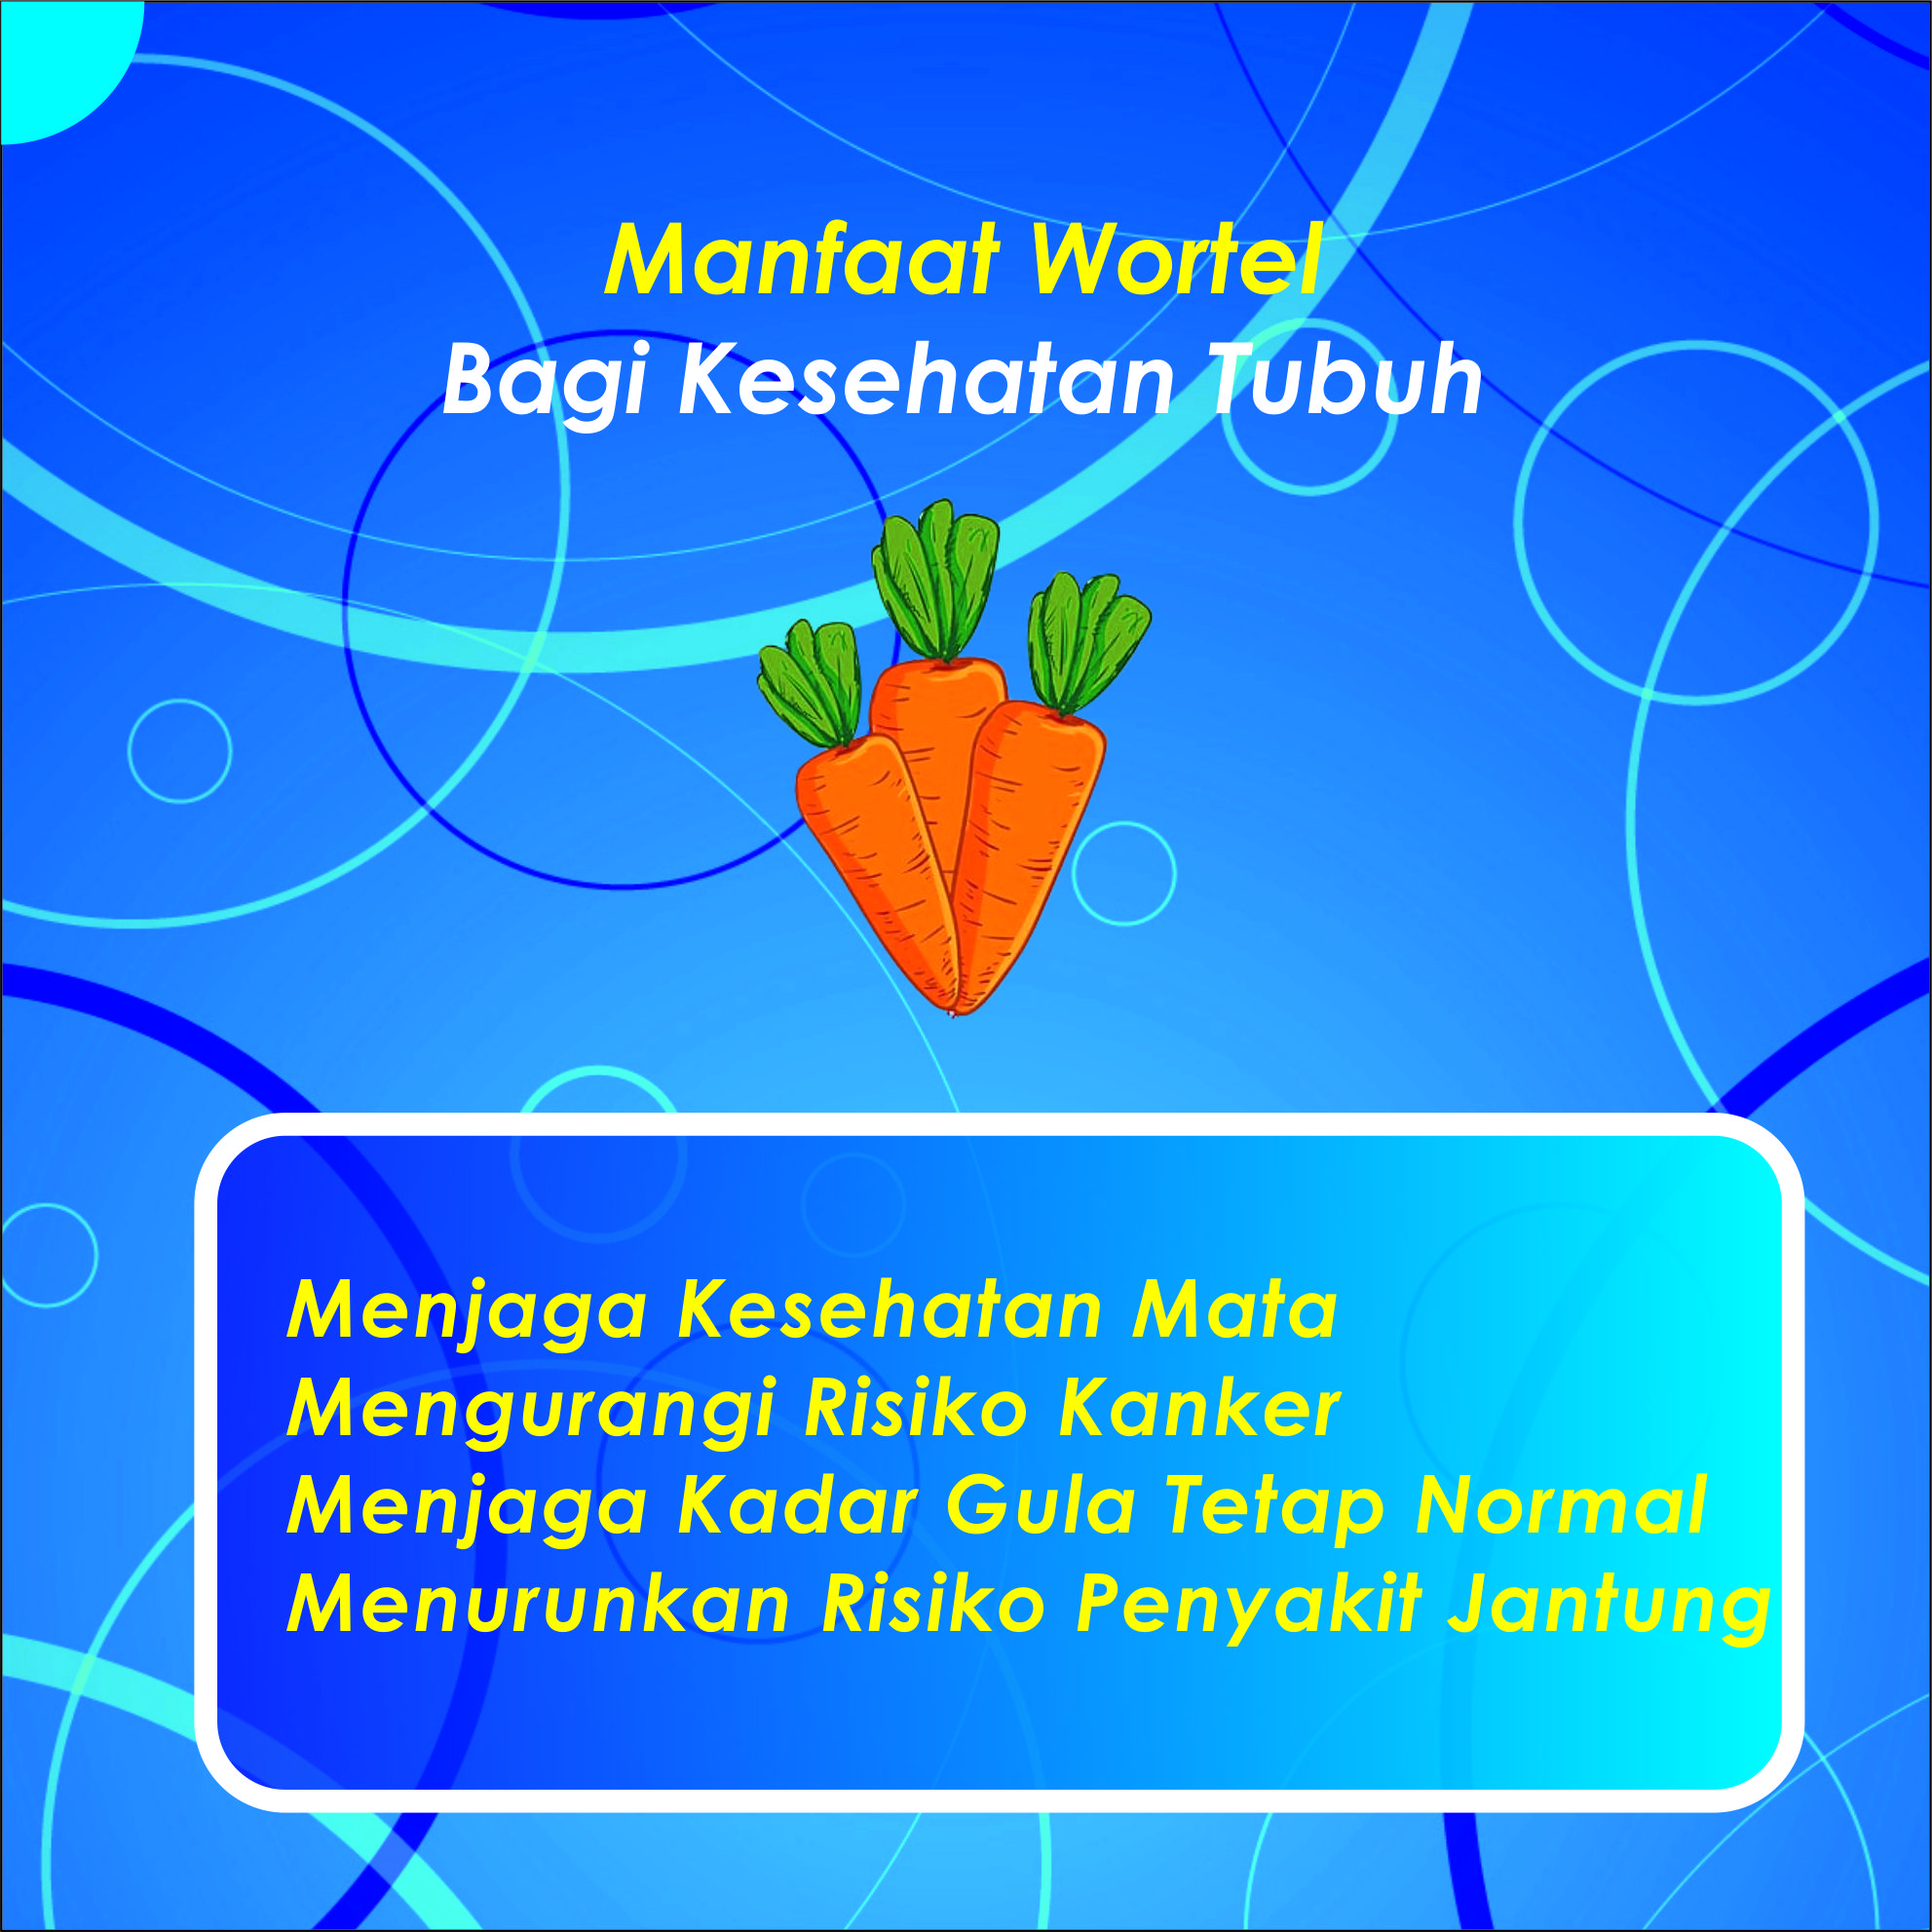 Manfaat Wortel
Bagi Kesehatan Tubuh
Menjaga Kesehatan Mata
Mengurangi Risiko Kanker
Menjaga Kadar Gula Tetap Normal
Menurunkan Risiko Penyakit Jantung